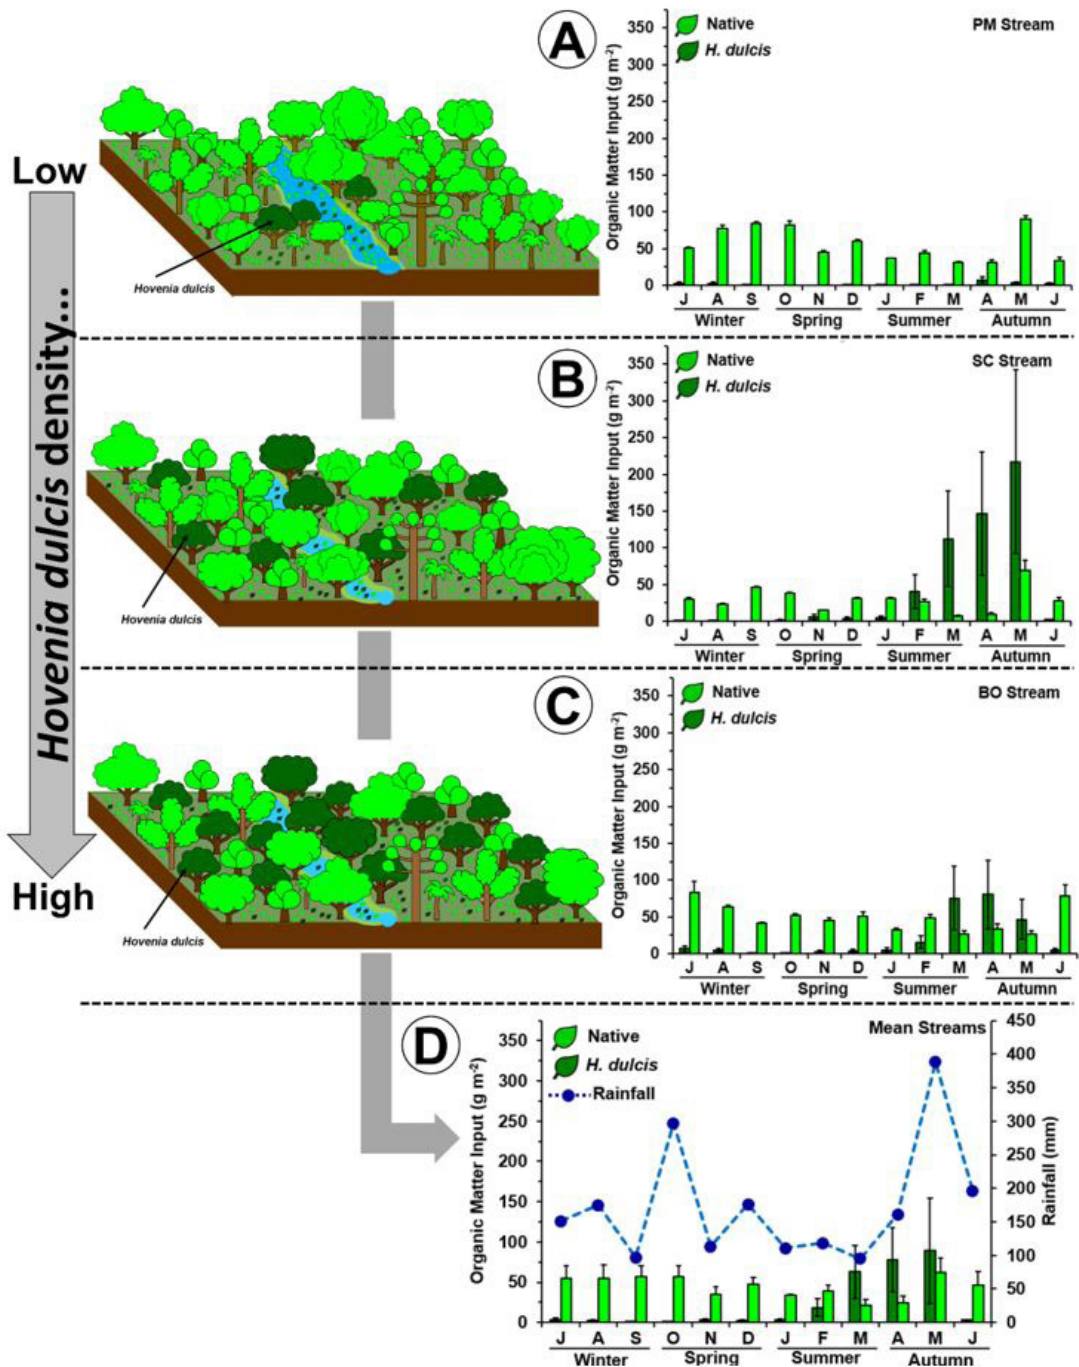 A
Native
H. dulcis
PM Stream
Organic Matter Input (g m-2)
350
300
250
200
150
100
50
0
J A S O N D J F M A M J
Winter Spring Summer Autumn
Low
Hovenia dulcis density...
High
Hovenia dulcis
B
Native
H. dulcis
SC Stream
Organic Matter Input (g m-2)
350
300
250
200
150
100
50
0
J A S O N D J F M A M J
Winter Spring Summer Autumn
Hovenia dulcis
C
Native
H. dulcis
BO Stream
Organic Matter Input (g m-2)
350
300
250
200
150
100
50
0
J A S O N D J F M A M J
Winter Spring Summer Autumn
Hovenia dulcis
D
Native
H. dulcis
Rainfall
Mean Streams
Organic Matter Input (g m-2)
350
300
250
200
150
100
50
0
450
400
350
300
250
200
150
100
50
0
Rainfall (mm)
J A S O N D J F M A M J
Winter Spring Summer Autumn